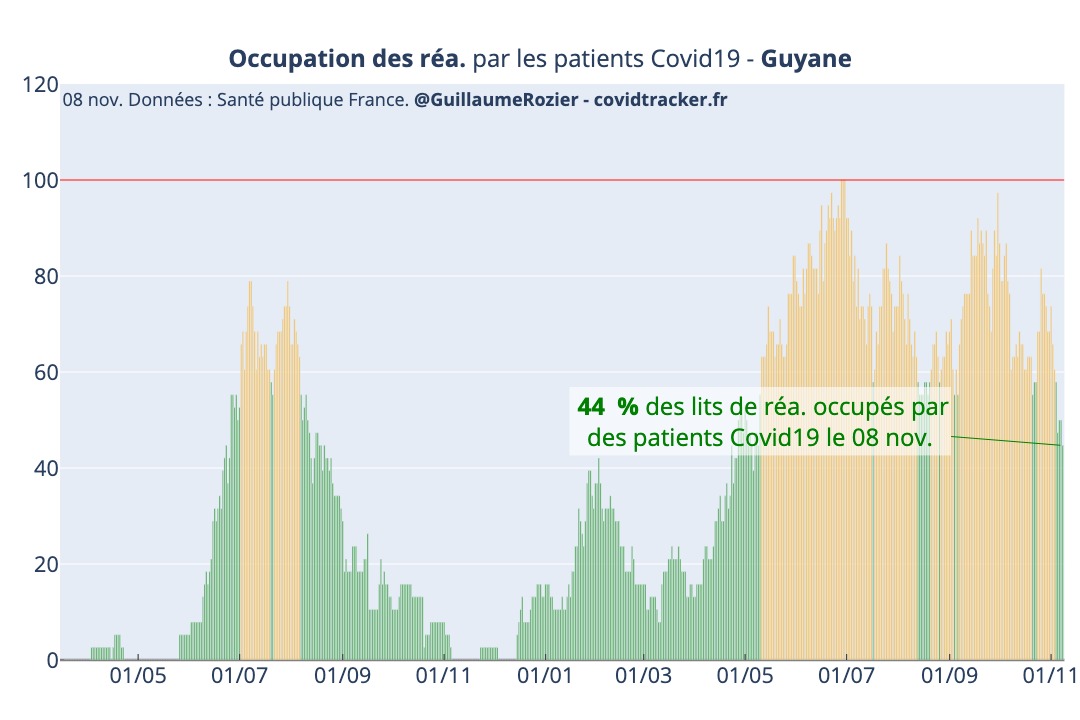 Occupation des réa. par les patients Covid19 - Guyane
120
08 nov. Données : Santé publique France. @GuillaumeRozier - covidtracker.fr
100
80
60
44 % des lits de réa. occupés par
des patients Covid19 le 08 nov.
40
20
0
01/05 01/07 01/09 01/11 01/01 01/03 01/05 01/07 01/09 01/11